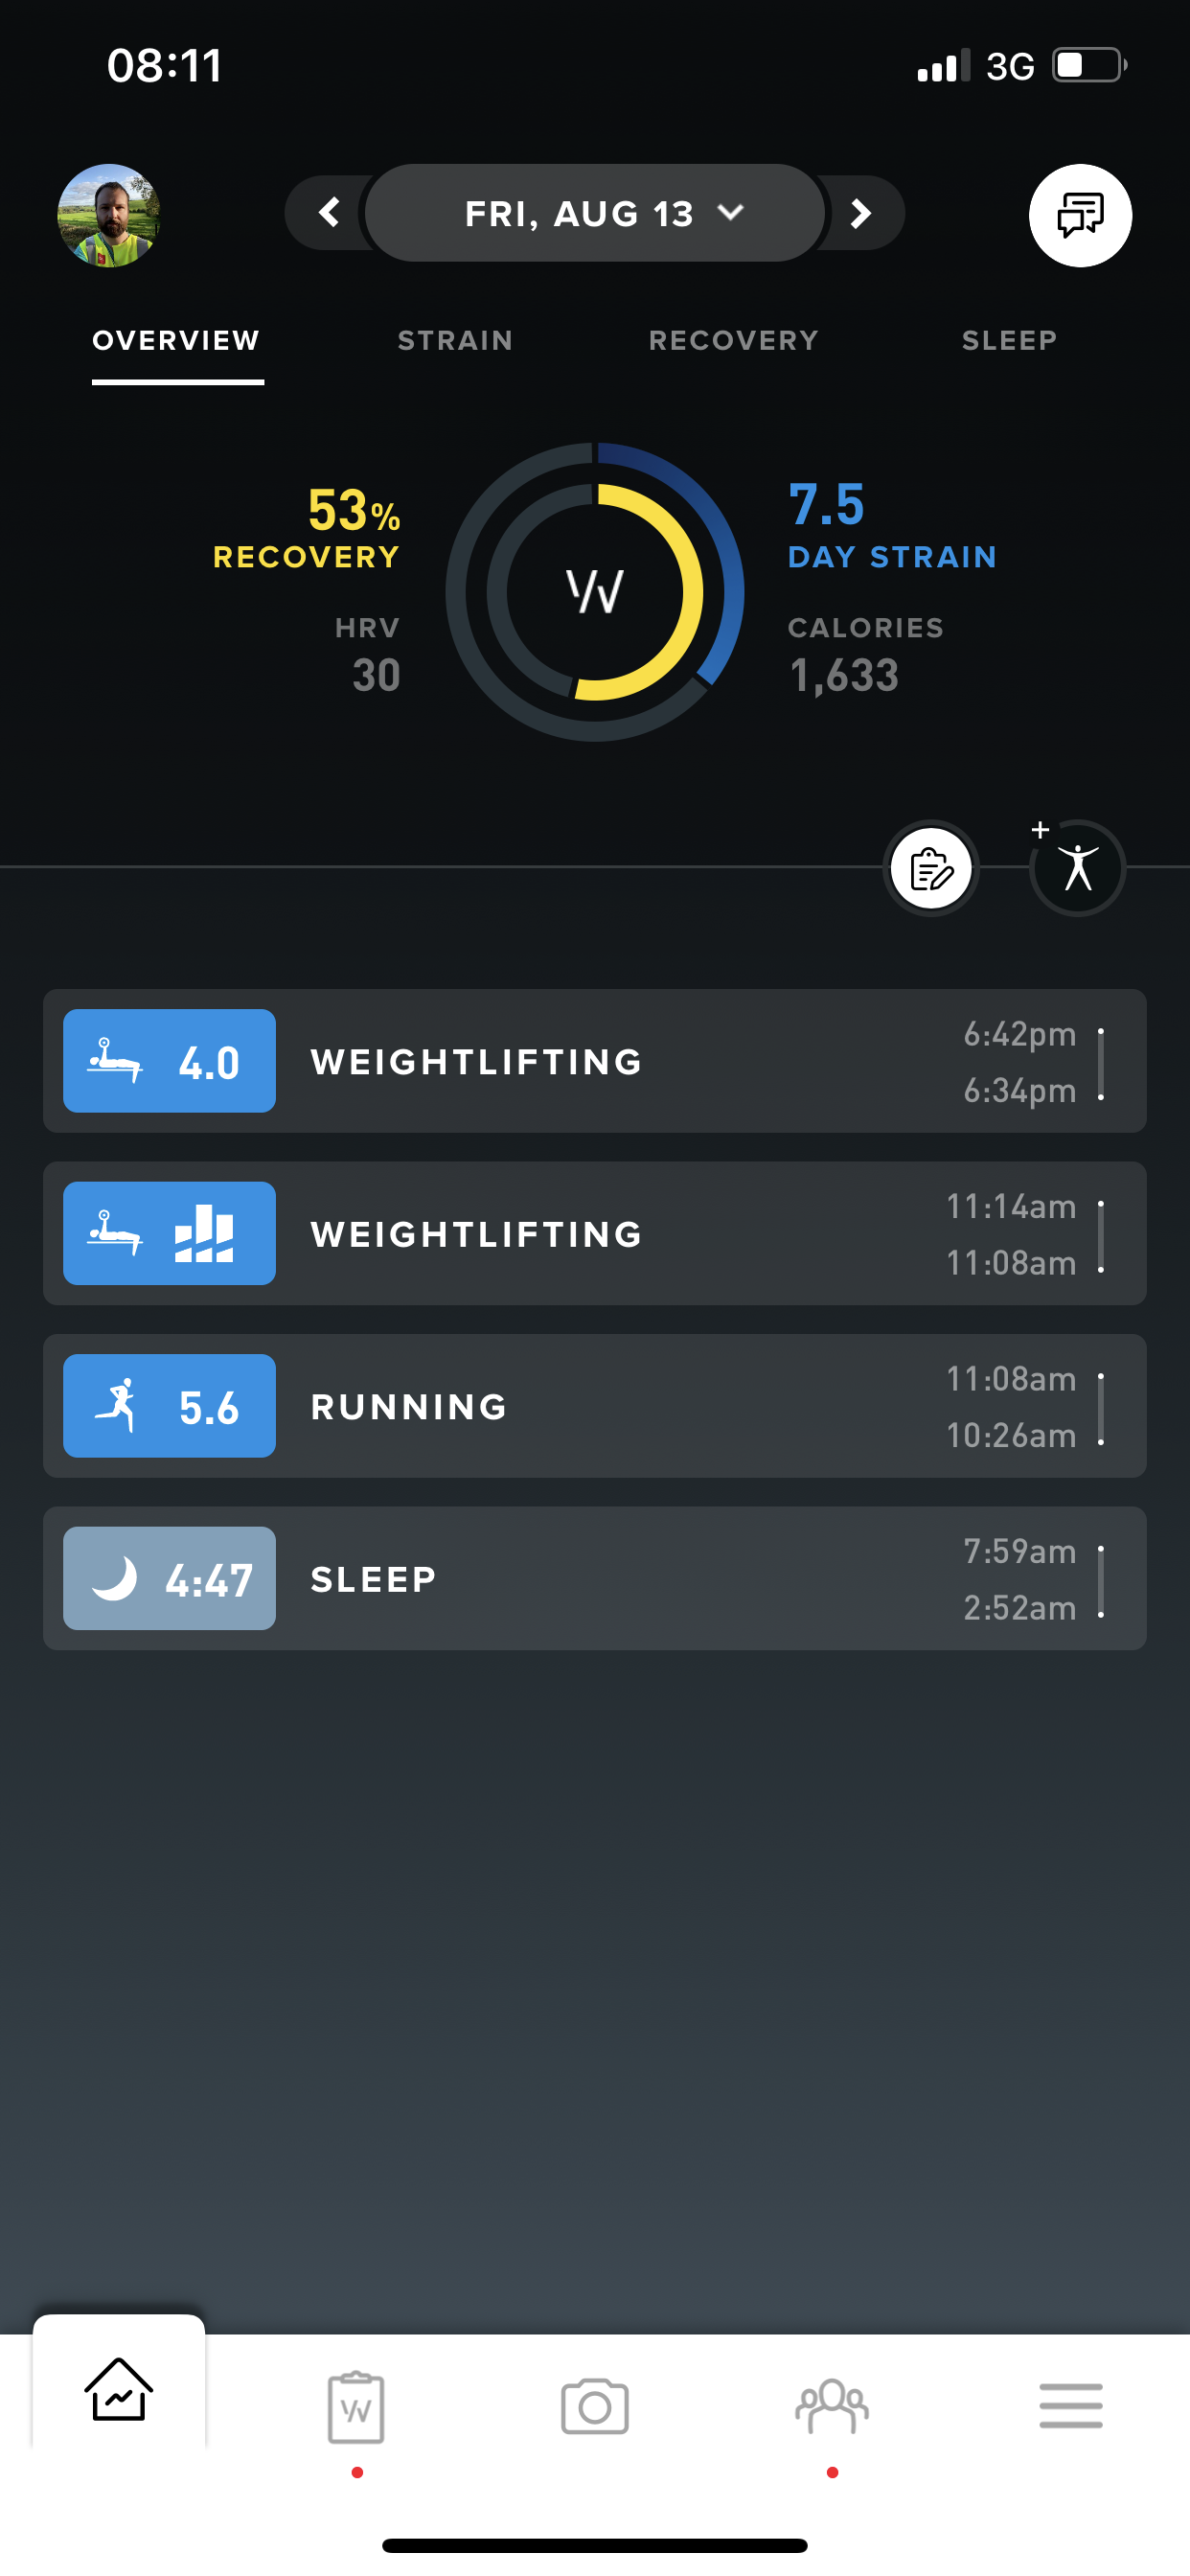 08:11 3G
FRI, AUG 13
OVERVIEW STRAIN RECOVERY SLEEP
53%
RECOVERY
HRV
30
7.5
DAY STRAIN
CALORIES
1,633
4.0 WEIGHTLIFTING 6:42pm
6:34pm
WEIGHTLIFTING 11:14am
11:08am
5.6 RUNNING 11:08am
10:26am
4:47 SLEEP 7:59am
2:52am